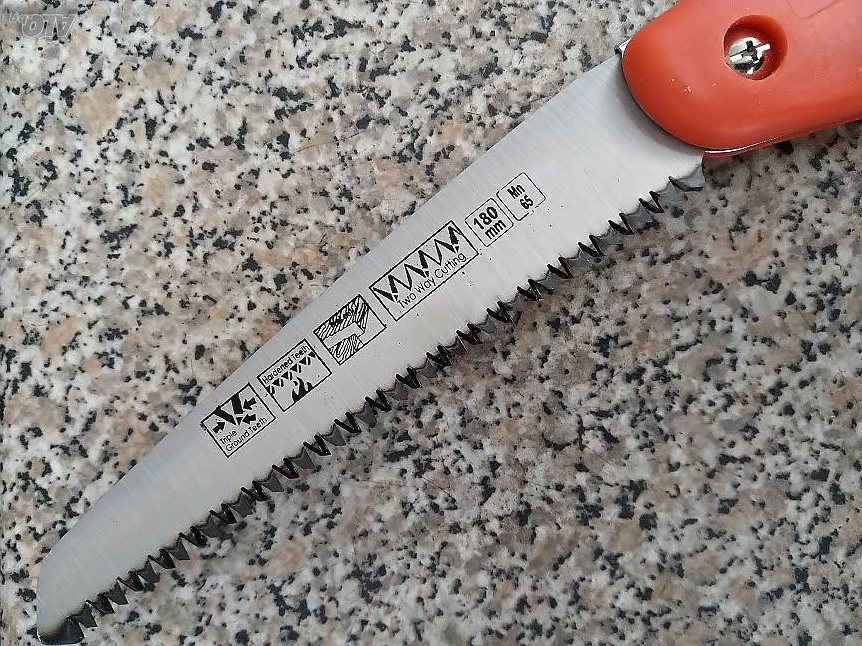 Triple
Ground Teeth
Hardened Teeth
Two Way Cutting
180
mm
Mn
65